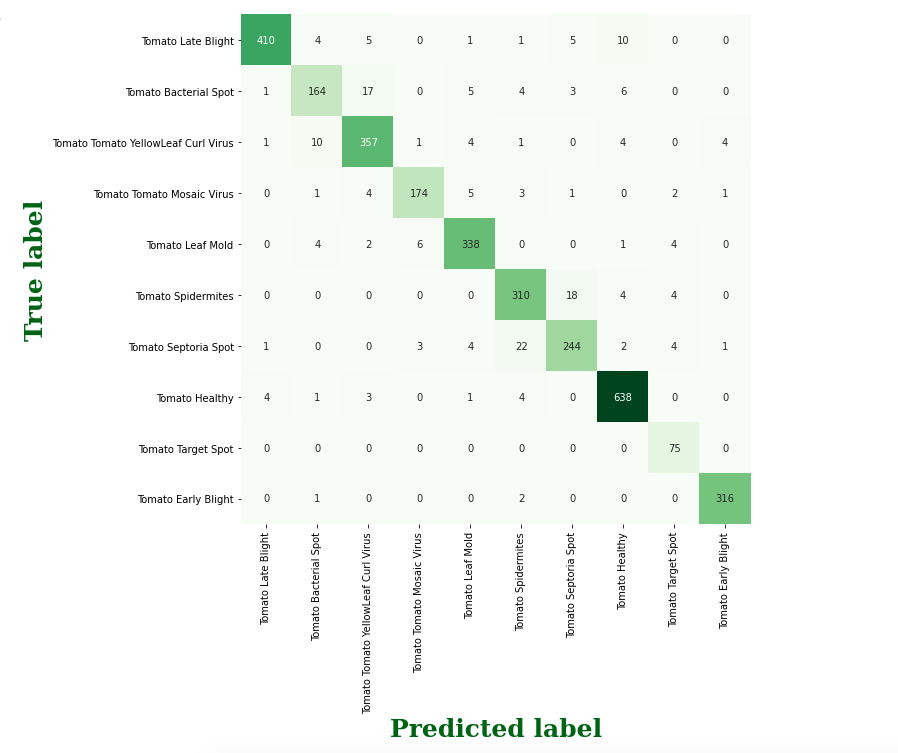 True label
Tomato Late Blight 410 4 5 0 1 1 5 10 0 0
Tomato Bacterial Spot 1 164 17 0 5 4 3 6 0 0
Tomato Tomato YellowLeaf Curl Virus 1 10 357 1 4 1 0 4 0 4
Tomato Tomato Mosaic Virus 0 1 4 174 5 3 1 0 2 1
Tomato Leaf Mold 0 4 2 6 338 0 0 1 4 0
Tomato Spidermites 0 0 0 0 0 310 18 4 4 0
Tomato Septoria Spot 1 0 0 3 4 22 244 2 4 1
Tomato Healthy 4 1 3 0 1 4 0 638 0 0
Tomato Target Spot 0 0 0 0 0 0 0 0 75 0
Tomato Early Blight 0 1 0 0 0 2 0 0 0 316
Tomato Late Blight
Tomato Bacterial Spot
Tomato Tomato YellowLeaf Curl Virus
Tomato Tomato Mosaic Virus
Tomato Leaf Mold
Tomato Spidermites
Tomato Septoria Spot
Tomato Healthy
Tomato Target Spot
Tomato Early Blight
Predicted label